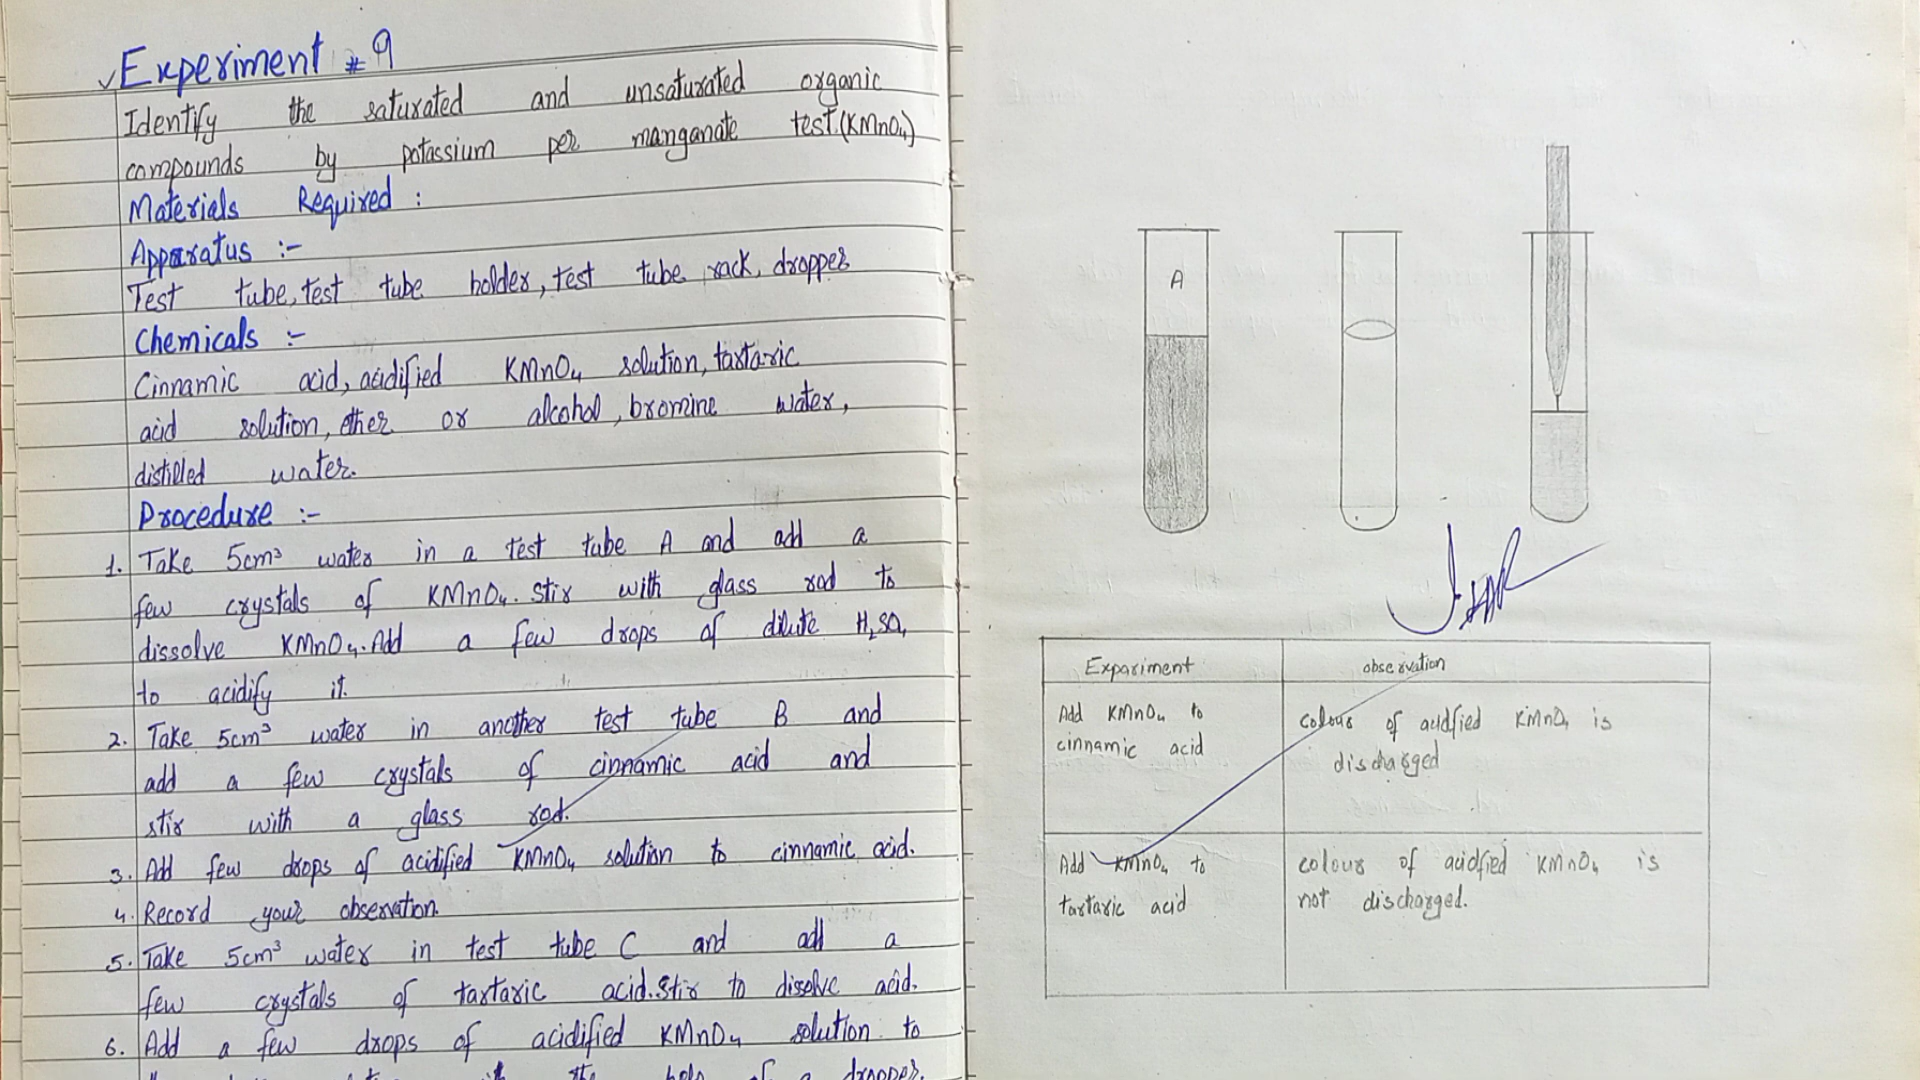 Experiment # 9
Identify the saturated and unsaturated organic
compounds by potassium per manganate test.(KMnO₄)
Materials Required :
Apparatus :-
Test tube, test tube holder, test tube rack, dropper
Chemicals :-
Cinnamic acid, acidified KMnO₄ solution, tartaric
acid solution, ether or alcohol, bromine water,
distilled water.
Procedure :-
1. Take 5cm³ water in a test tube A and add a
few crystals of KMnO₄. Stir with glass rod to
dissolve KMnO₄. Add a few drops of dilute H₂SO₄
to acidify it.
2. Take 5cm³ water in another test tube B and
add a few crystals of cinnamic acid and
stir with a glass rod.
3. Add few drops of acidified KMnO₄ solution to cinnamic acid.
4. Record your observation.
5. Take 5cm³ water in test tube C and add a
few crystals of tartaric acid. Stir to dissolve acid.
6. Add a few drops of acidified KMnO₄ solution to
the help of a dropper.
A
Expariment
observation
Add KMnO₄ to
cinnamic acid
colour of acidfied KMnO₄ is
discharged
Add KMnO₄ to
tartaric acid
colour of acidfied KMnO₄ is
not discharged.